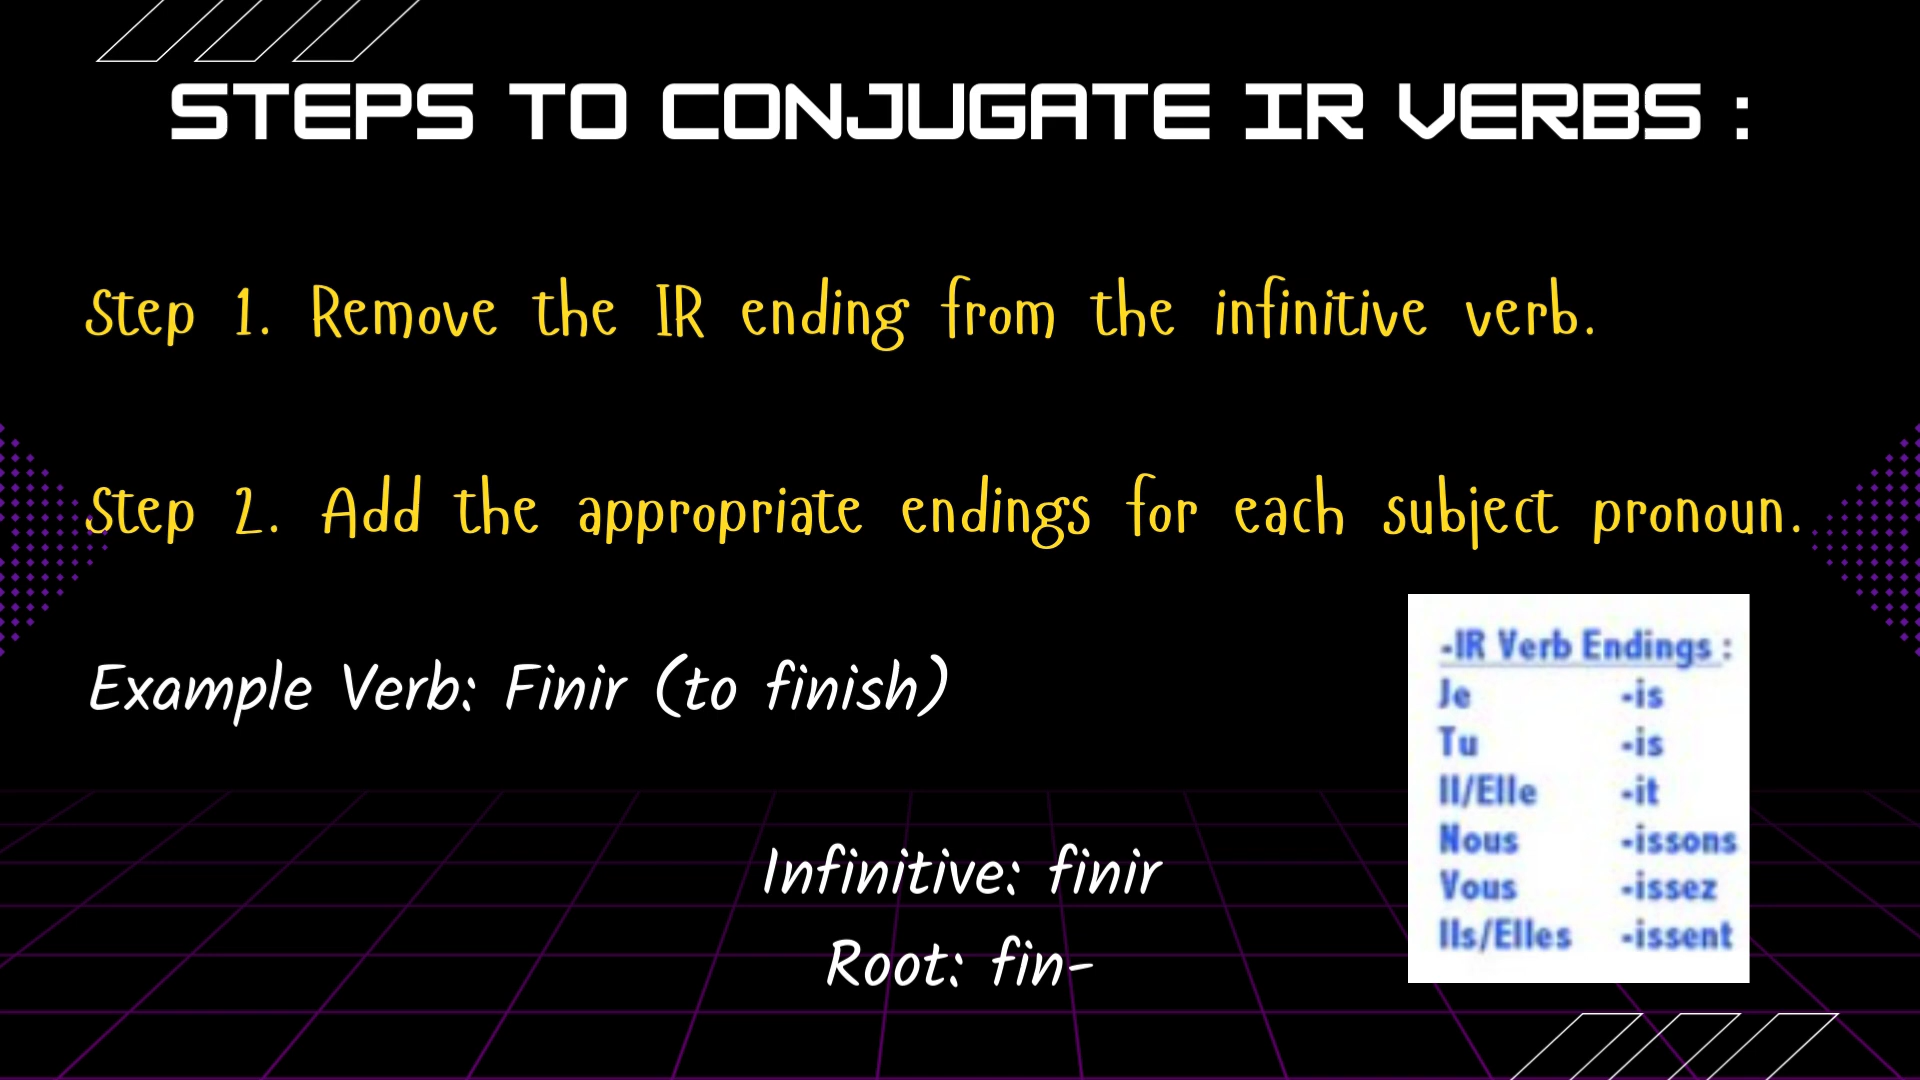 STEPS TO CONJUGATE IR VERBS :
Step 1. Remove the IR ending from the infinitive verb.
Step 2. Add the appropriate endings for each subject pronoun.
Example Verb: Finir (to finish)
Infinitive: finir
Root: fin-
-IR Verb Endings :
Je -is
Tu -is
Il/Elle -it
Nous -issons
Vous -issez
Ils/Elles -issent